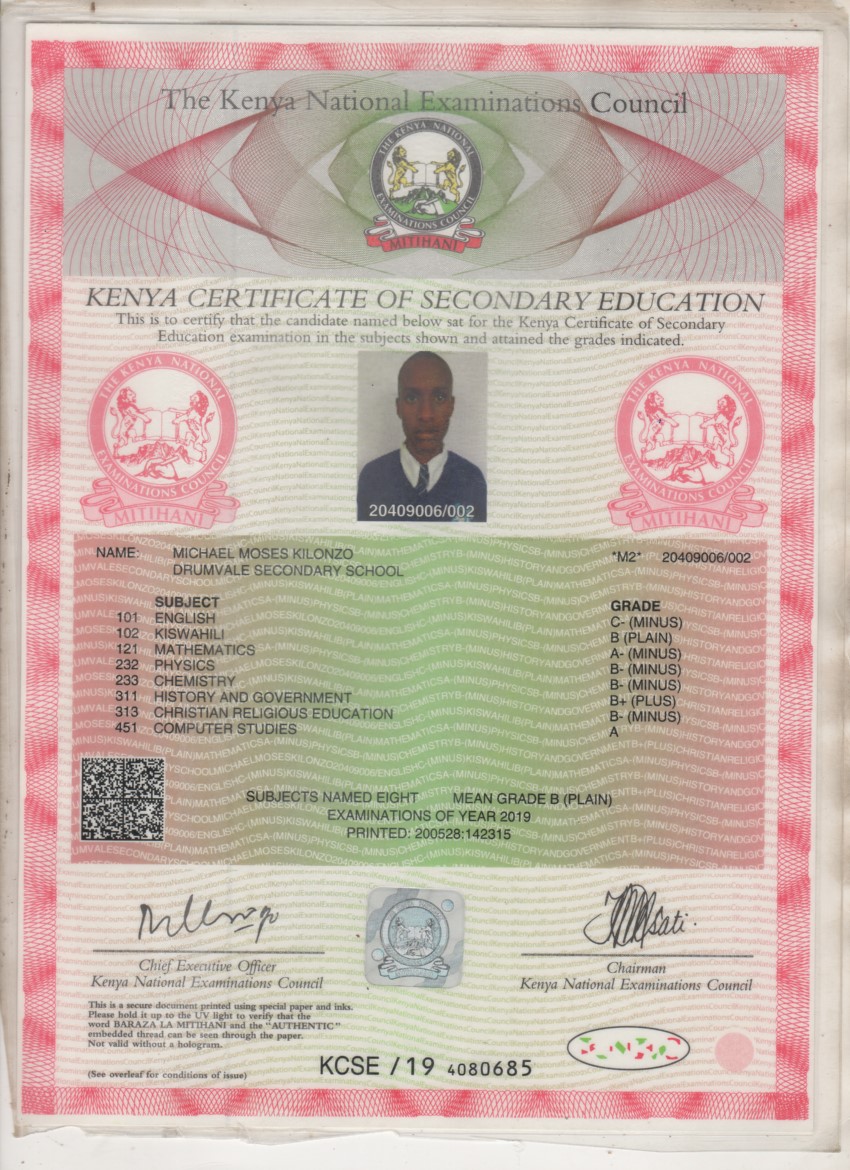 The Kenya National Examinations Council
THE KENYA NATIONAL
EXAMINATIONS COUNCIL
MITIHANI
KENYA CERTIFICATE OF SECONDARY EDUCATION
This is to certify that the candidate named below sat for the Kenya Certificate of Secondary
Education examination in the subjects shown and attained the grades indicated.
THE KENYA NATIONAL
EXAMINATIONS COUNCIL
MITIHANI
THE KENYA NATIONAL
EXAMINATIONS COUNCIL
MITIHANI
20409006/002
NAME: MICHAEL MOSES KILONZO *M2* 20409006/002
DRUMVALE SECONDARY SCHOOL
SUBJECT GRADE
101 ENGLISH C- (MINUS)
102 KISWAHILI B (PLAIN)
121 MATHEMATICS A- (MINUS)
232 PHYSICS B- (MINUS)
233 CHEMISTRY B- (MINUS)
311 HISTORY AND GOVERNMENT B+ (PLUS)
313 CHRISTIAN RELIGIOUS EDUCATION B- (MINUS)
451 COMPUTER STUDIES A
SUBJECTS NAMED EIGHT MEAN GRADE B (PLAIN)
EXAMINATIONS OF YEAR 2019
PRINTED: 200528:142315
Chief Executive Officer
Kenya National Examinations Council
Chairman
Kenya National Examinations Council
This is a secure document printed using special paper and inks.
Please hold it up to the UV light to verify that the
word BARAZA LA MITIHANI and the "AUTHENTIC"
embedded thread can be seen through the paper.
Not valid without a hologram.
(See overleaf for conditions of issue)
KCSE / 19 4080685